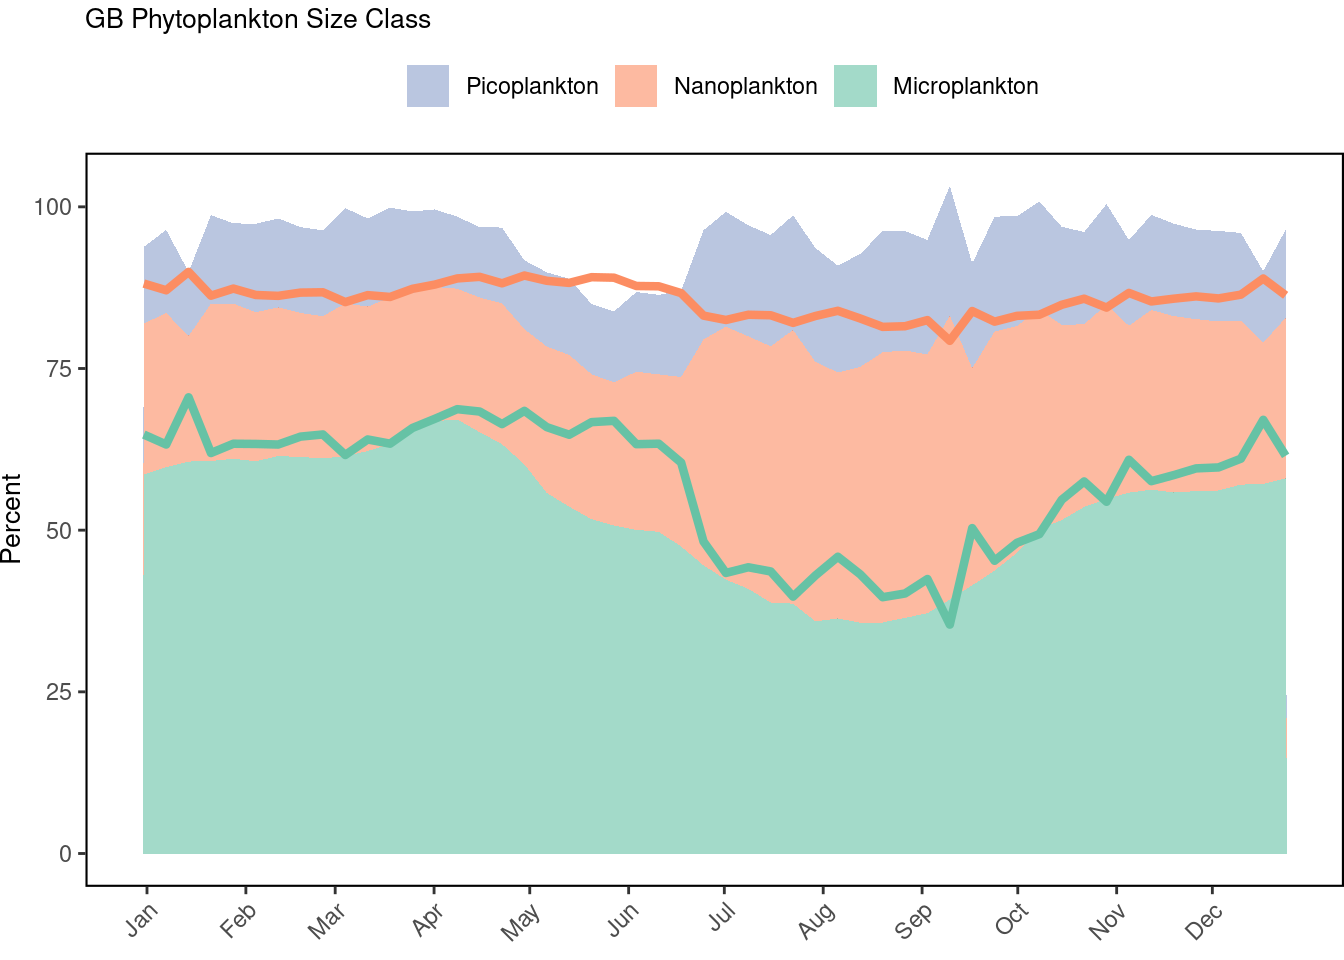 GB Phytoplankton Size Class
Picoplankton Nanoplankton Microplankton
Percent
100
75
50
25
0
Jan Feb Mar Apr May Jun Jul Aug Sep Oct Nov Dec